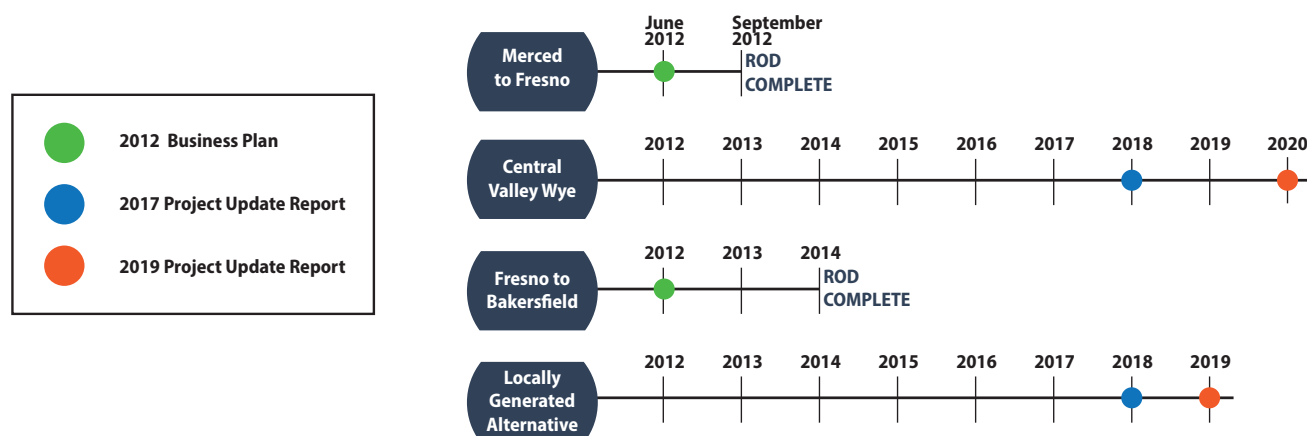 2012 Business Plan
2017 Project Update Report
2019 Project Update Report
Merced
to Fresno
June
2012
September
2012
ROD
COMPLETE
Central
Valley Wye
2012 2013 2014 2015 2016 2017 2018 2019 2020
Fresno to
Bakersfield
2012 2013 2014
ROD
COMPLETE
Locally
Generated
Alternative
2012 2013 2014 2015 2016 2017 2018 2019